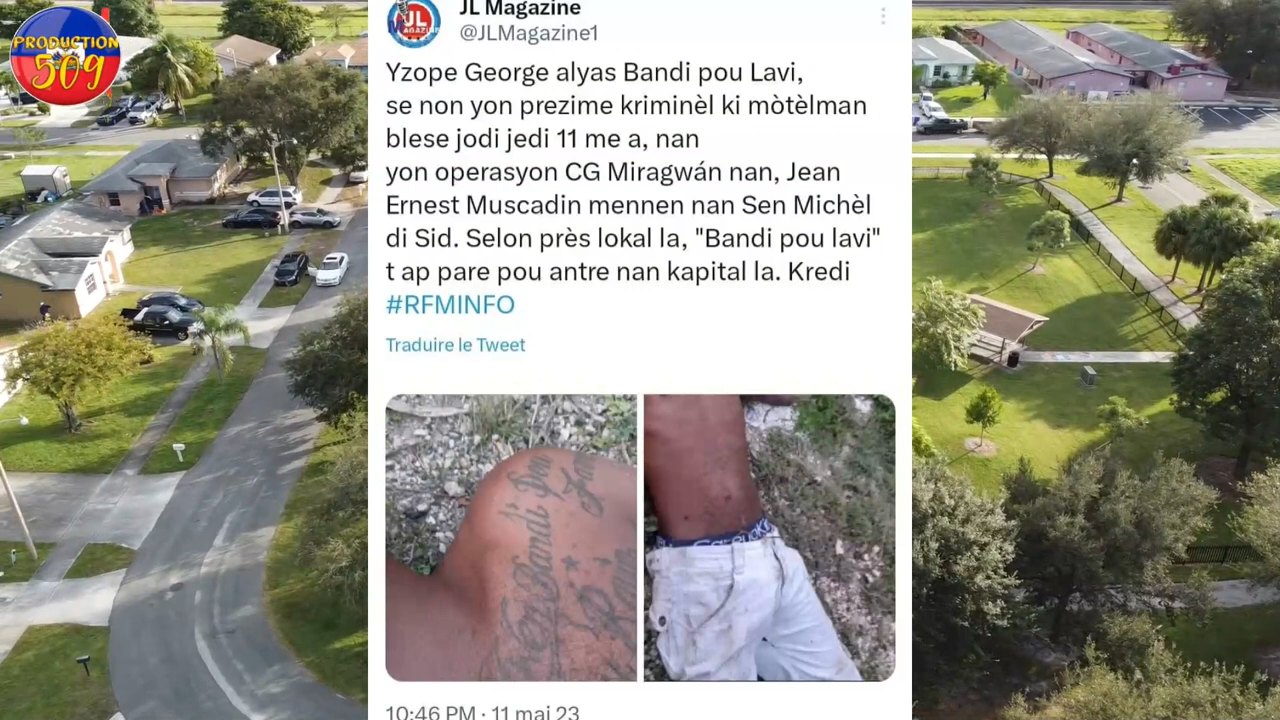 PRODUCTION
509
JL Magazine
@JLMagazine1
Yzope George alyas Bandi pou Lavi,
se non yon prezime kriminèl ki mòtèlman
blese jodi jedi 11 me a, nan
yon operasyon CG Miragwán nan, Jean
Ernest Muscadin mennen nan Sen Michèl
di Sid. Selon près lokal la, "Bandi pou lavi"
t ap pare pou antre nan kapital la. Kredi
#RFMINFO
Traduire le Tweet
Bandi pou
10:46 PM · 11 mai 23